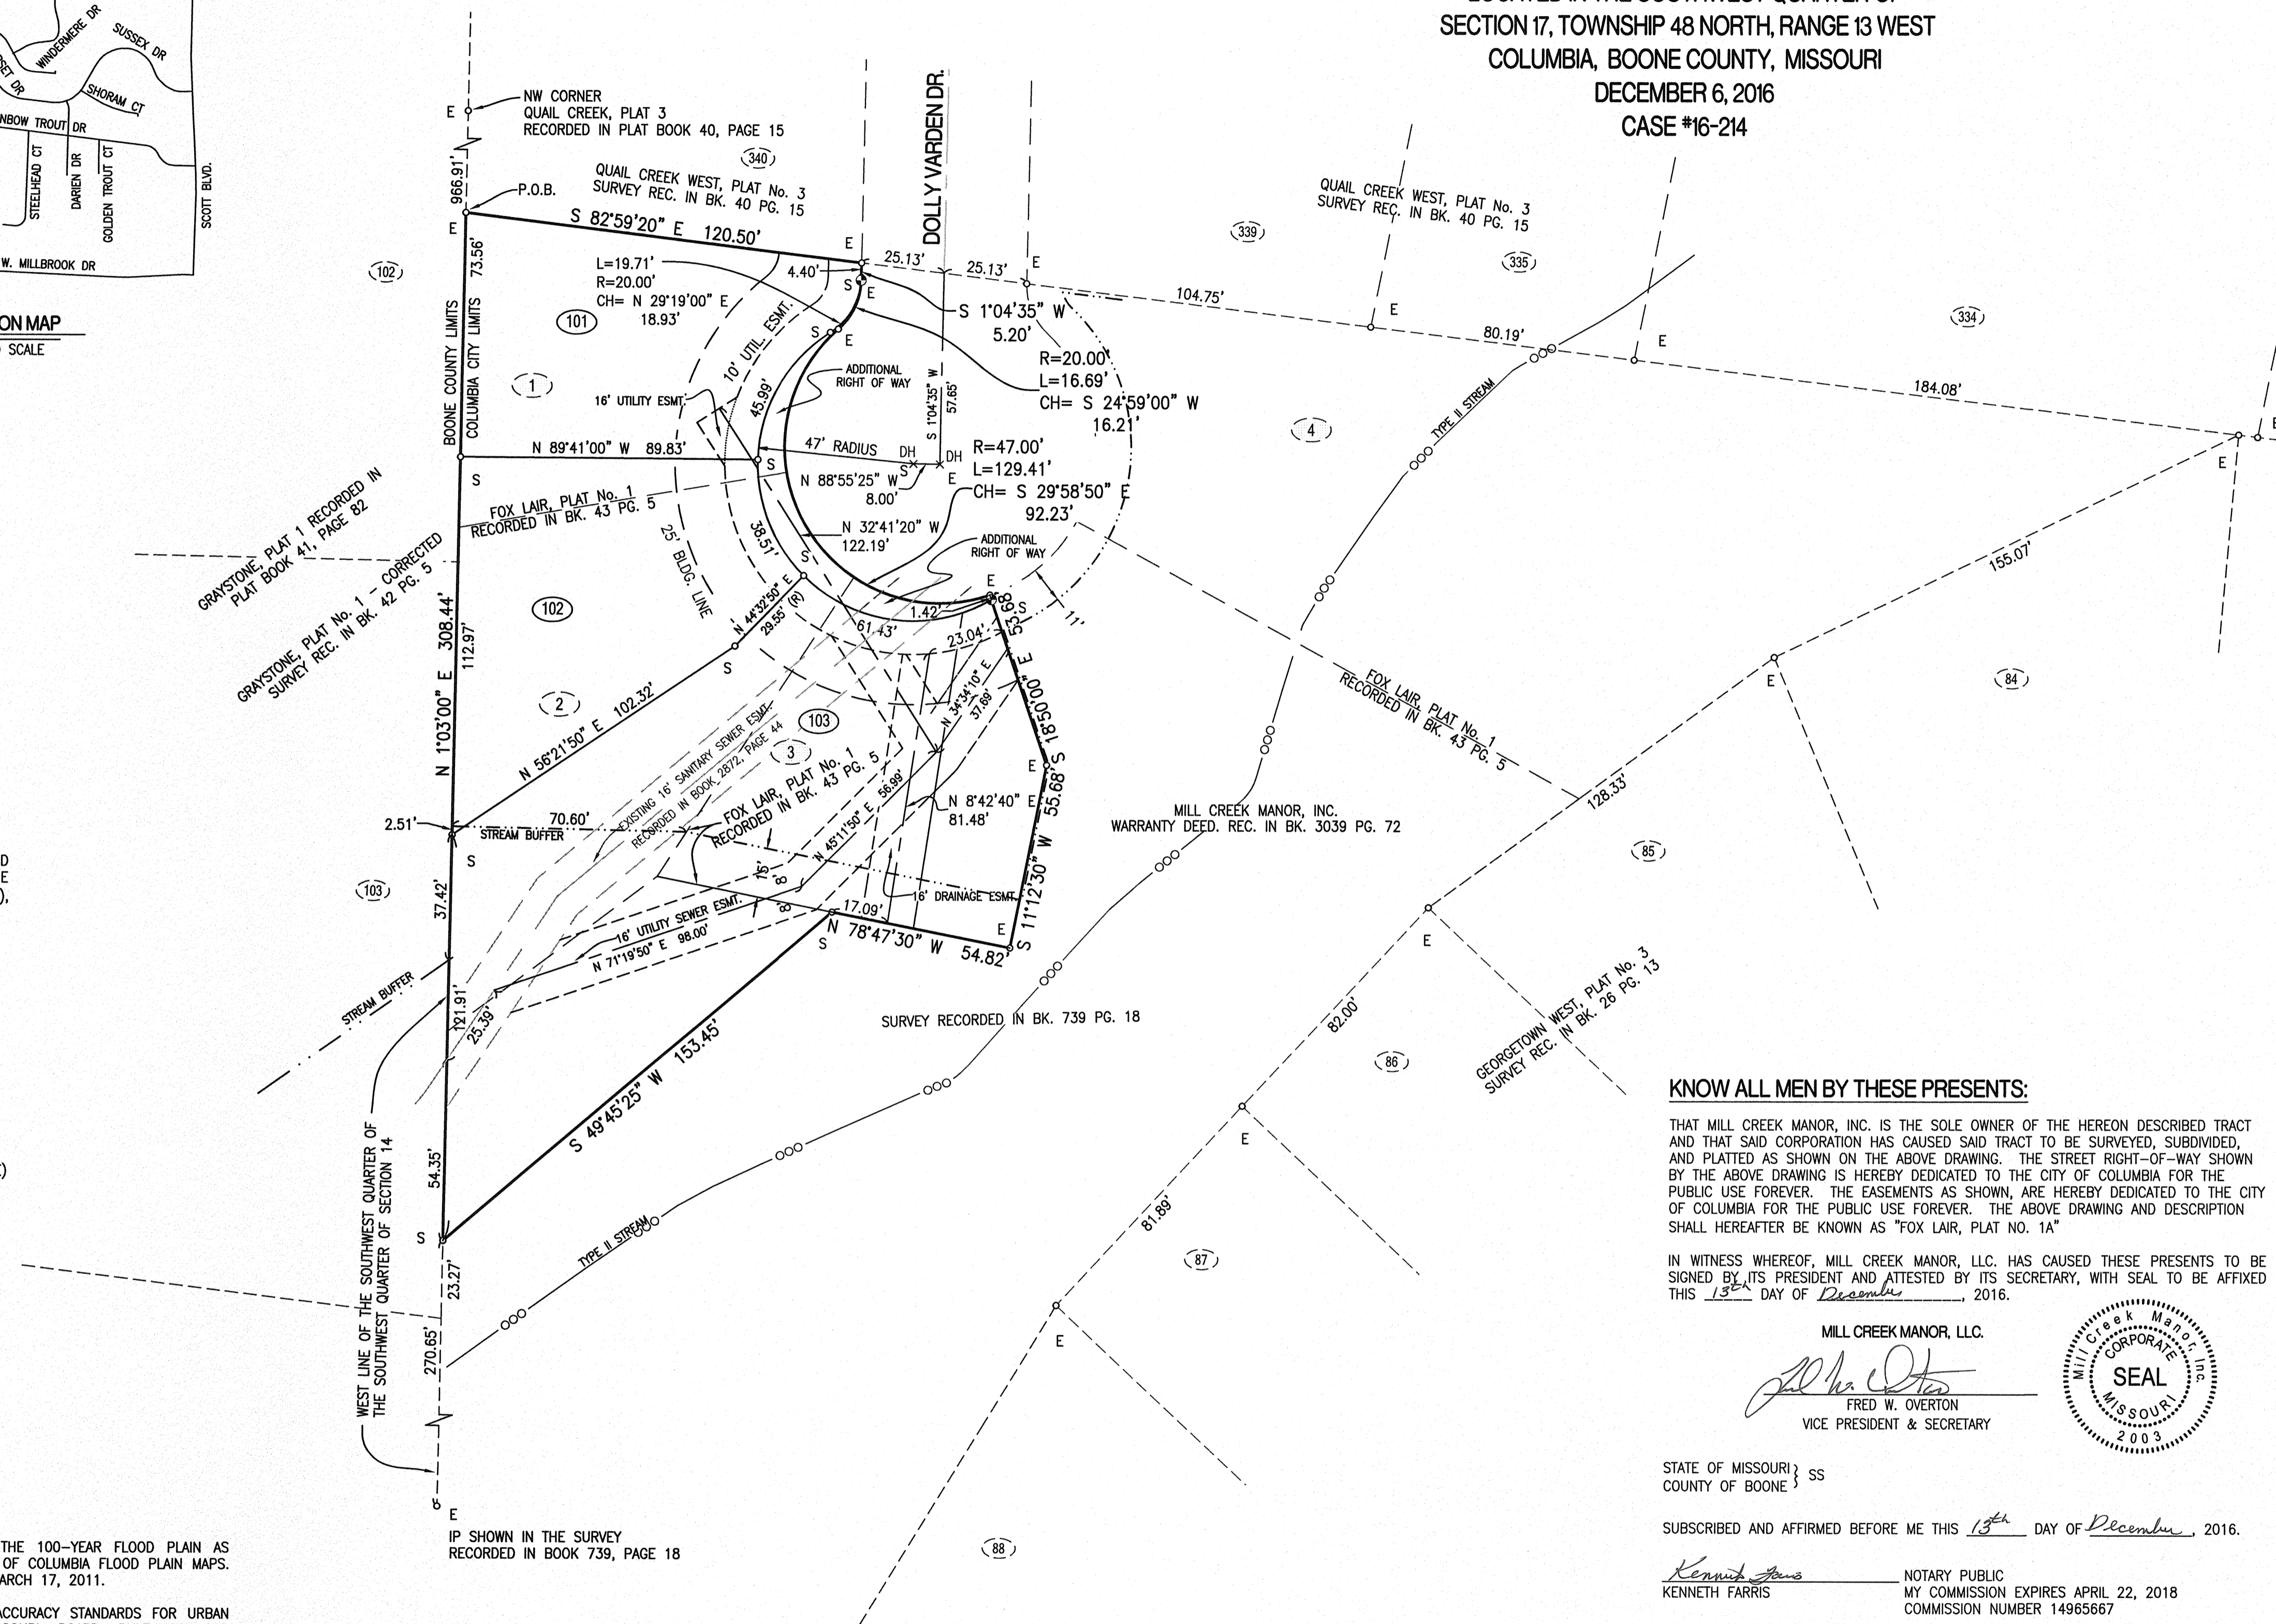 SECTION 17, TOWNSHIP 48 NORTH, RANGE 13 WEST
COLUMBIA, BOONE COUNTY, MISSOURI
DECEMBER 6, 2016
CASE #16-214
WINDERMERE DR
SUSSEX DR
SHORAM CT
NBOW TROUT DR
STEELHEAD CT
DARIEN DR
GOLDEN TROUT CT
SCOTT BLVD.
W. MILLBROOK DR
ON MAP
SCALE
E
NW CORNER
QUAIL CREEK, PLAT 3
RECORDED IN PLAT BOOK 40, PAGE 15
340
966.91'
P.O.B.
QUAIL CREEK WEST, PLAT No. 3
SURVEY REC. IN BK. 40 PG. 15
DOLLY VARDEN DR.
QUAIL CREEK WEST, PLAT No. 3
SURVEY REC. IN BK. 40 PG. 15
339
335
334
E
S 82°59'20" E 120.50'
E
25.13'
25.13'
E
104.75'
E
80.19'
E
184.08'
E
102
73.56'
BOONE COUNTY LIMITS
COLUMBIA CITY LIMITS
L=19.71'
R=20.00'
CH= N 29°19'00" E
18.93'
4.40'
S
E
S 1°04'35" W
5.20'
101
1
10' UTIL. ESMT.
S
E
R=20.00'
L=16.69'
CH= S 24°59'00" W
16.21'
ADDITIONAL
RIGHT OF WAY
16' UTILITY ESMT.
45.99'
S 1°04'35" W
57.65'
4
TYPE II STREAM
N 89°41'00" W 89.83'
S
47' RADIUS
DH
S
DH
E
N 88°55'25" W
8.00'
R=47.00'
L=129.41'
CH= S 29°58'50" E
92.23'
S
FOX LAIR, PLAT No. 1
RECORDED IN BK. 43 PG. 5
GRAYSTONE, PLAT 1 RECORDED IN
PLAT BOOK 41, PAGE 82
GRAYSTONE, PLAT No. 1 - CORRECTED
SURVEY REC. IN BK. 42 PG. 5
25' BLDG. LINE
38.51'
N 32°41'20" W
122.19'
ADDITIONAL
RIGHT OF WAY
E
S
11'
155.07'
S
E
102
N 44°32'50" E
29.55' (R)
S
1.42'
61.43'
23.04'
53.68'
S 18°50'00" E
N 1°03'00" E 308.44'
112.97'
2
N 56°21'50" E 102.32'
103
3
N 34°34'10" E
37.69'
E
FOX LAIR, PLAT No. 1
RECORDED IN BK. 43 PG. 5
E
84
EXISTING 16' SANITARY SEWER ESMT.
RECORDED IN BOOK 2872, PAGE 44
FOX LAIR, PLAT No. 1
RECORDED IN BK. 43 PG. 5
2.51'
70.60'
STREAM BUFFER
S
15'
8'
8'
N 45°11'50" E 56.99'
N 8°42'40" E
81.48'
S 11°12'30" W 55.68'
MILL CREEK MANOR, INC.
WARRANTY DEED. REC. IN BK. 3039 PG. 72
128.33'
85
D
E
),
103
37.42'
16' UTILITY SEWER ESMT.
N 71°19'50" E 98.00'
17.09'
S
16' DRAINAGE ESMT.
E
N 78°47'30" W 54.82'
E
STREAM BUFFER
121.91'
25.39'
S 49°45'25" W 153.45'
SURVEY RECORDED IN BK. 739 PG. 18
82.00'
GEORGETOWN WEST, PLAT No. 3
SURVEY REC. IN BK. 26 PG. 13
86
E
54.35'
WEST LINE OF THE SOUTHWEST QUARTER OF
THE SOUTHWEST QUARTER OF SECTION 14
S
TYPE II STREAM
81.89'
87
23.27'
E
270.65'
E
IP SHOWN IN THE SURVEY
RECORDED IN BOOK 739, PAGE 18
88
THE 100-YEAR FLOOD PLAIN AS
OF COLUMBIA FLOOD PLAIN MAPS.
ARCH 17, 2011.
ACCURACY STANDARDS FOR URBAN
KNOW ALL MEN BY THESE PRESENTS:
THAT MILL CREEK MANOR, INC. IS THE SOLE OWNER OF THE HEREON DESCRIBED TRACT
AND THAT SAID CORPORATION HAS CAUSED SAID TRACT TO BE SURVEYED, SUBDIVIDED,
AND PLATTED AS SHOWN ON THE ABOVE DRAWING. THE STREET RIGHT-OF-WAY SHOWN
BY THE ABOVE DRAWING IS HEREBY DEDICATED TO THE CITY OF COLUMBIA FOR THE
PUBLIC USE FOREVER. THE EASEMENTS AS SHOWN, ARE HEREBY DEDICATED TO THE CITY
OF COLUMBIA FOR THE PUBLIC USE FOREVER. THE ABOVE DRAWING AND DESCRIPTION
SHALL HEREAFTER BE KNOWN AS "FOX LAIR, PLAT NO. 1A"
IN WITNESS WHEREOF, MILL CREEK MANOR, LLC. HAS CAUSED THESE PRESENTS TO BE
SIGNED BY ITS PRESIDENT AND ATTESTED BY ITS SECRETARY, WITH SEAL TO BE AFFIXED
THIS 13th DAY OF December, 2016.
MILL CREEK MANOR, LLC.
FRED W. OVERTON
VICE PRESIDENT & SECRETARY
Mill Creek Manor, Inc.
CORPORATE
SEAL
MISSOURI
2003
STATE OF MISSOURI } SS
COUNTY OF BOONE
SUBSCRIBED AND AFFIRMED BEFORE ME THIS 13th DAY OF December, 2016.
Kenneth Farris
KENNETH FARRIS
NOTARY PUBLIC
MY COMMISSION EXPIRES APRIL 22, 2018
COMMISSION NUMBER 14965667